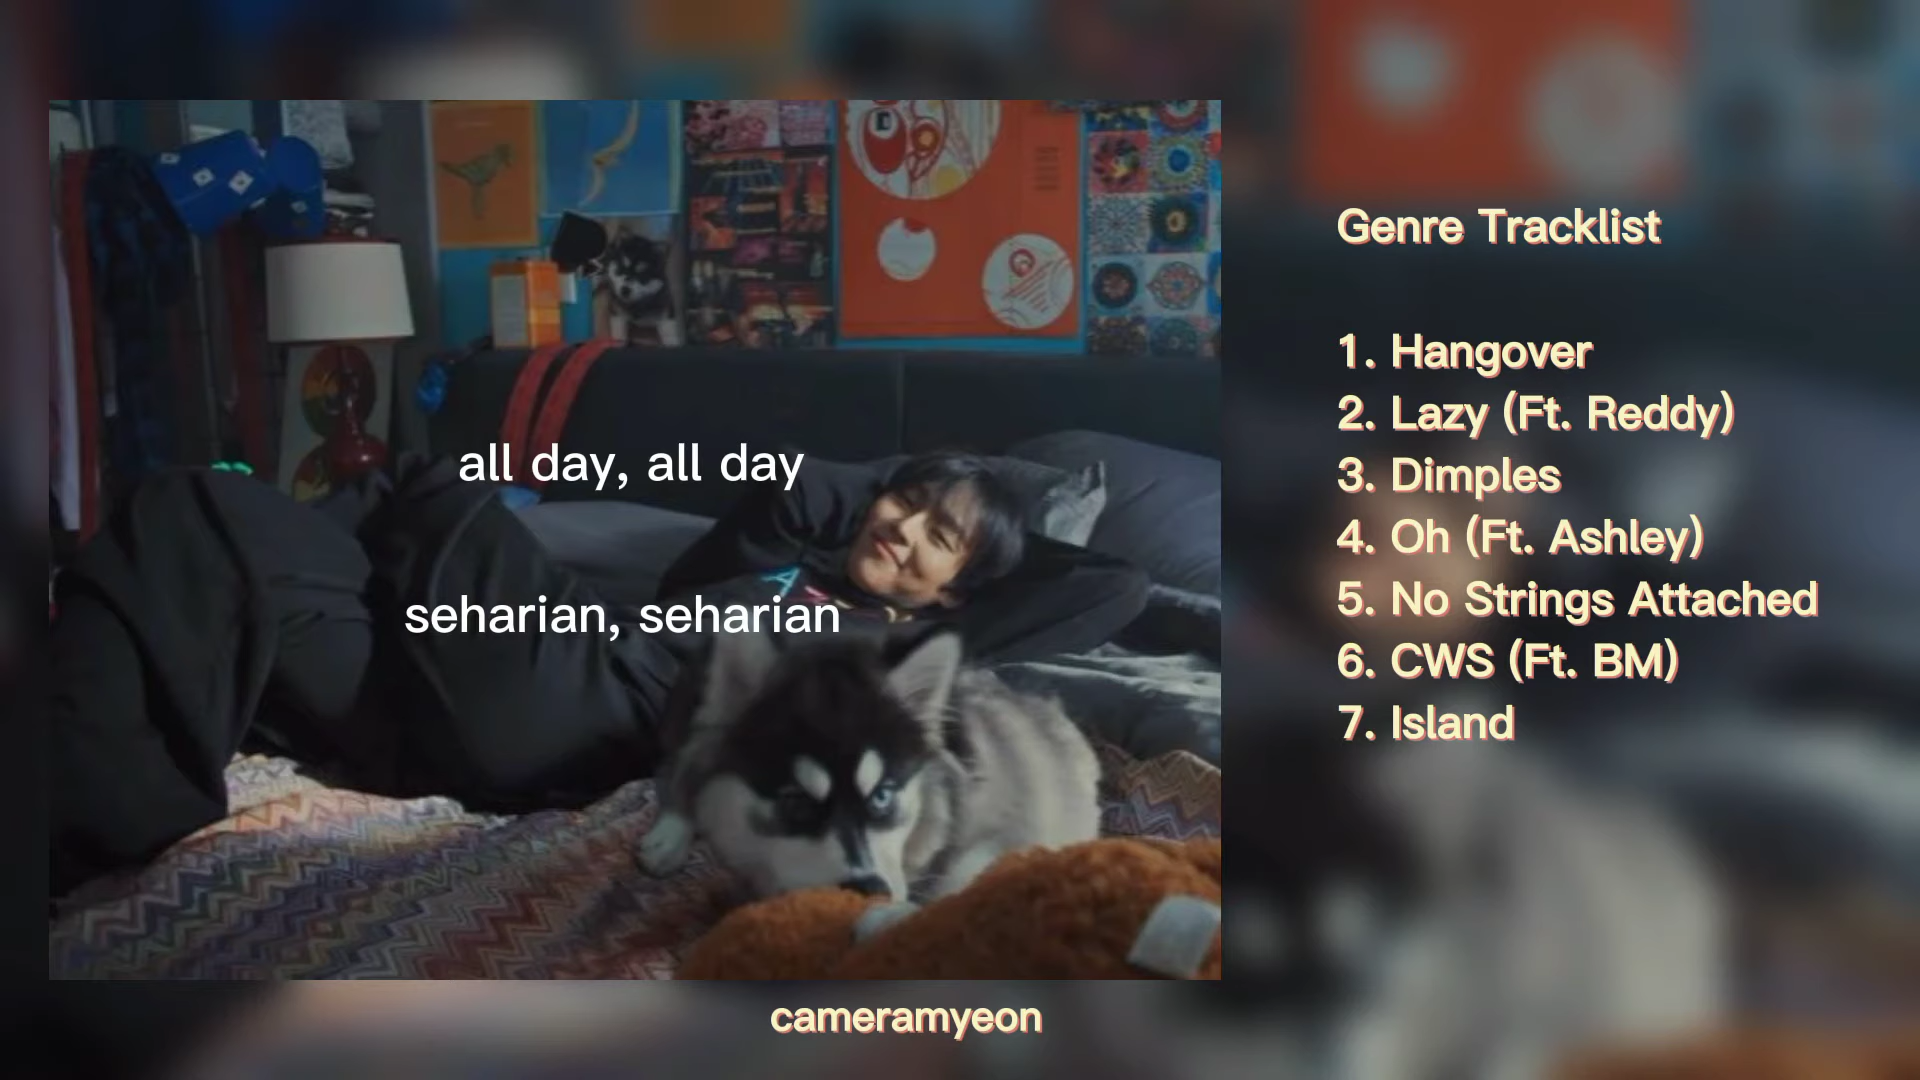 all day, all day
seharian, seharian
Genre Tracklist
1. Hangover
2. Lazy (Ft. Reddy)
3. Dimples
4. Oh (Ft. Ashley)
5. No Strings Attached
6. CWS (Ft. BM)
7. Island
cameramyeon